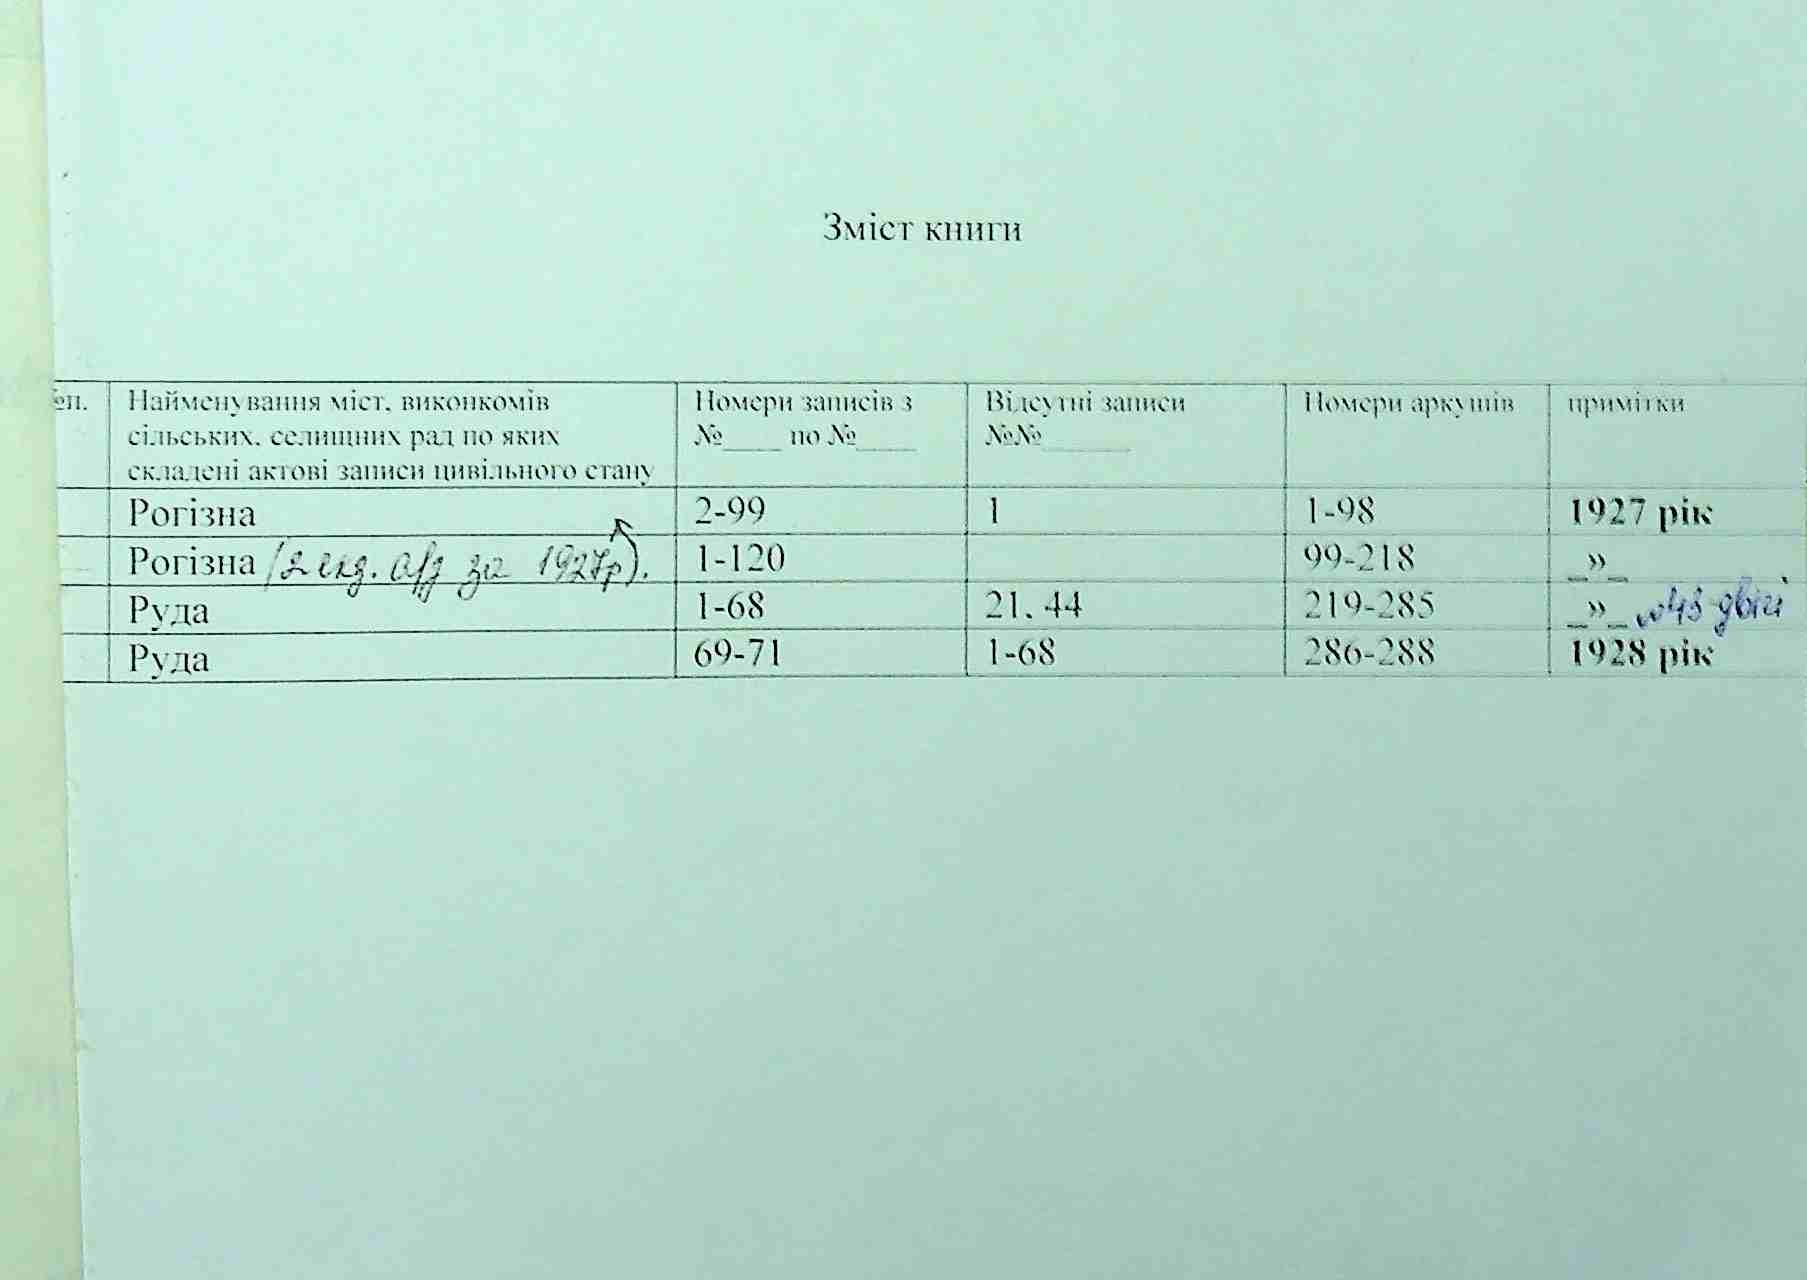 Зміст книги
№п. Найменування міст, виконкомів Номери записів з Відсутні записи Номери аркушів примітки
сільських, селищних рад по яких №____ по №____ №№______
складені актові записи цивільного стану
Рогізна 2-99 1 1-98 1927 рік
Рогізна (2 екз. а/з за 1927р). 1-120 99-218 _»_
Руда 1-68 21, 44 219-285 _»_ №43 двічі
Руда 69-71 1-68 286-288 1928 рік